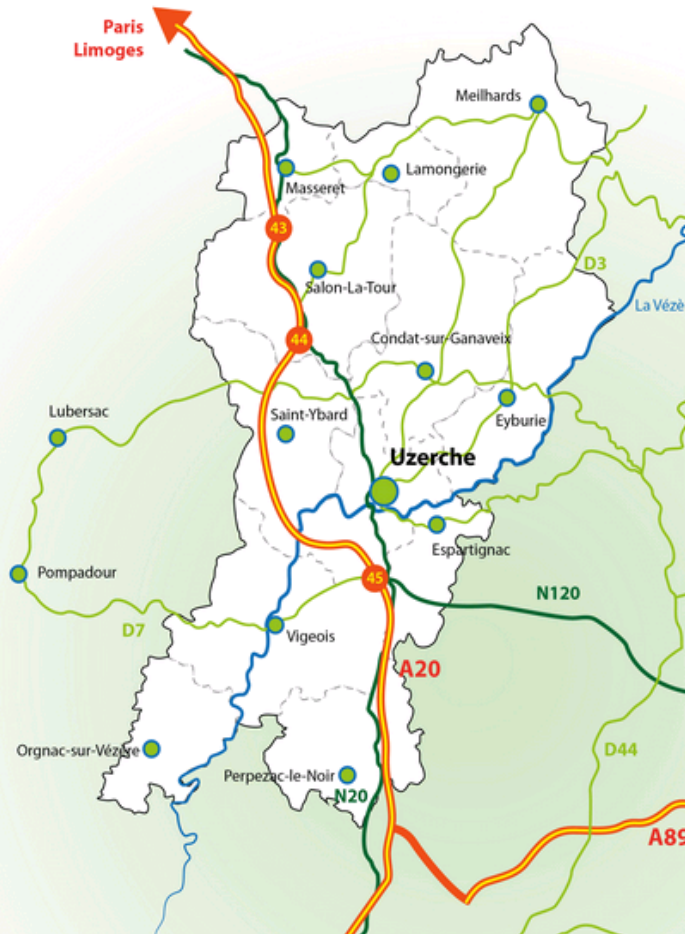 Paris
Limoges
Meilhards
Lamongerie
Masseret
43
D3
Salon-La-Tour
La Vézè
44
Condat-sur-Ganaveix
Lubersac
Saint-Ybard
Eyburie
Uzerche
Espartignac
Pompadour
45
N120
D7
Vigeois
A20
Orgnac-sur-Vézère
D44
Perpezac-le-Noir
N20
A89